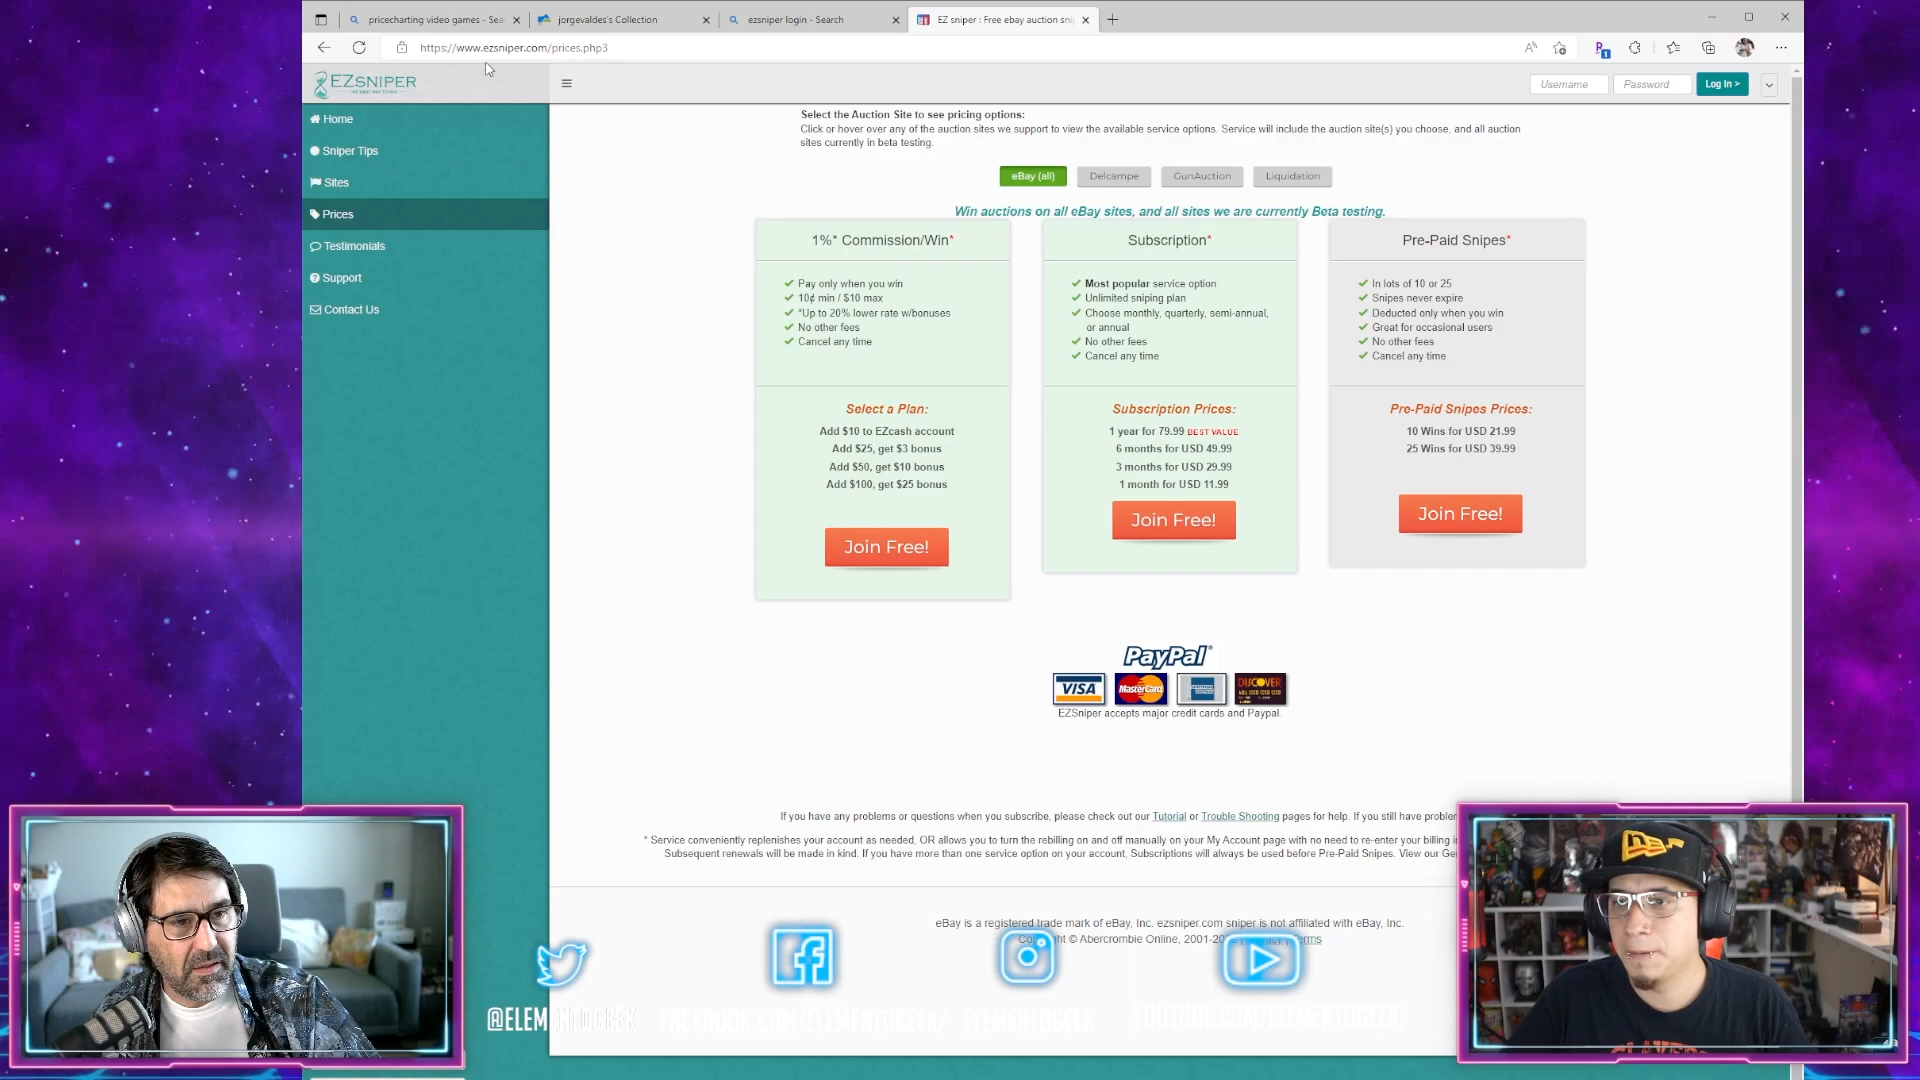 pricecharting video games - Sea
jorgevaldes's Collection
ezsniper login - Search
EZ sniper : Free ebay auction sni
https://www.ezsniper.com/prices.php3
EZSNIPER
Username
Password
Log In >
Home
Sniper Tips
Sites
Prices
Testimonials
Support
Contact Us
Select the Auction Site to see pricing options:
Click or hover over any of the auction sites we support to view the available service options. Service will include the auction site(s) you choose, and all auction
sites currently in beta testing.
eBay (all)
Delcampe
GunAuction
Liquidation
Win auctions on all eBay sites, and all sites we are currently Beta testing.
1%* Commission/Win*
Pay only when you win
10¢ min / $10 max
*Up to 20% lower rate w/bonuses
No other fees
Cancel any time
Select a Plan:
Add $10 to EZcash account
Add $25, get $3 bonus
Add $50, get $10 bonus
Add $100, get $25 bonus
Join Free!
Subscription*
Most popular service option
Unlimited sniping plan
Choose monthly, quarterly, semi-annual,
or annual
No other fees
Cancel any time
Subscription Prices:
1 year for 79.99 BEST VALUE
6 months for USD 49.99
3 months for USD 29.99
1 month for USD 11.99
Join Free!
Pre-Paid Snipes*
In lots of 10 or 25
Snipes never expire
Deducted only when you win
Great for occasional users
No other fees
Cancel any time
Pre-Paid Snipes Prices:
10 Wins for USD 21.99
25 Wins for USD 39.99
Join Free!
PayPal
VISA
MasterCard
DISCOVER
EZSniper accepts major credit cards and Paypal.
If you have any problems or questions when you subscribe, please check out our Tutorial or Trouble Shooting pages for help. If you still have
* Service conveniently replenishes your account as needed, OR allows you to turn the rebilling on and off manually on your My Account page with no need to re-enter your billing
Subsequent renewals will be made in kind. If you have more than one service option on your account, Subscriptions will always be used before Pre-Paid Snipes. View our
eBay is a registered trade mark of eBay, Inc. ezsniper.com sniper is not affiliated with eBay, Inc.
© Abercrombie Online, 2001- Terms
@ELEMENTOGEEK
FACEBOOK.COM/ELEMENTOGEEK/
ELEMENTOGEEK
YOUTUBE.COM/ELEMENTOGEEK/